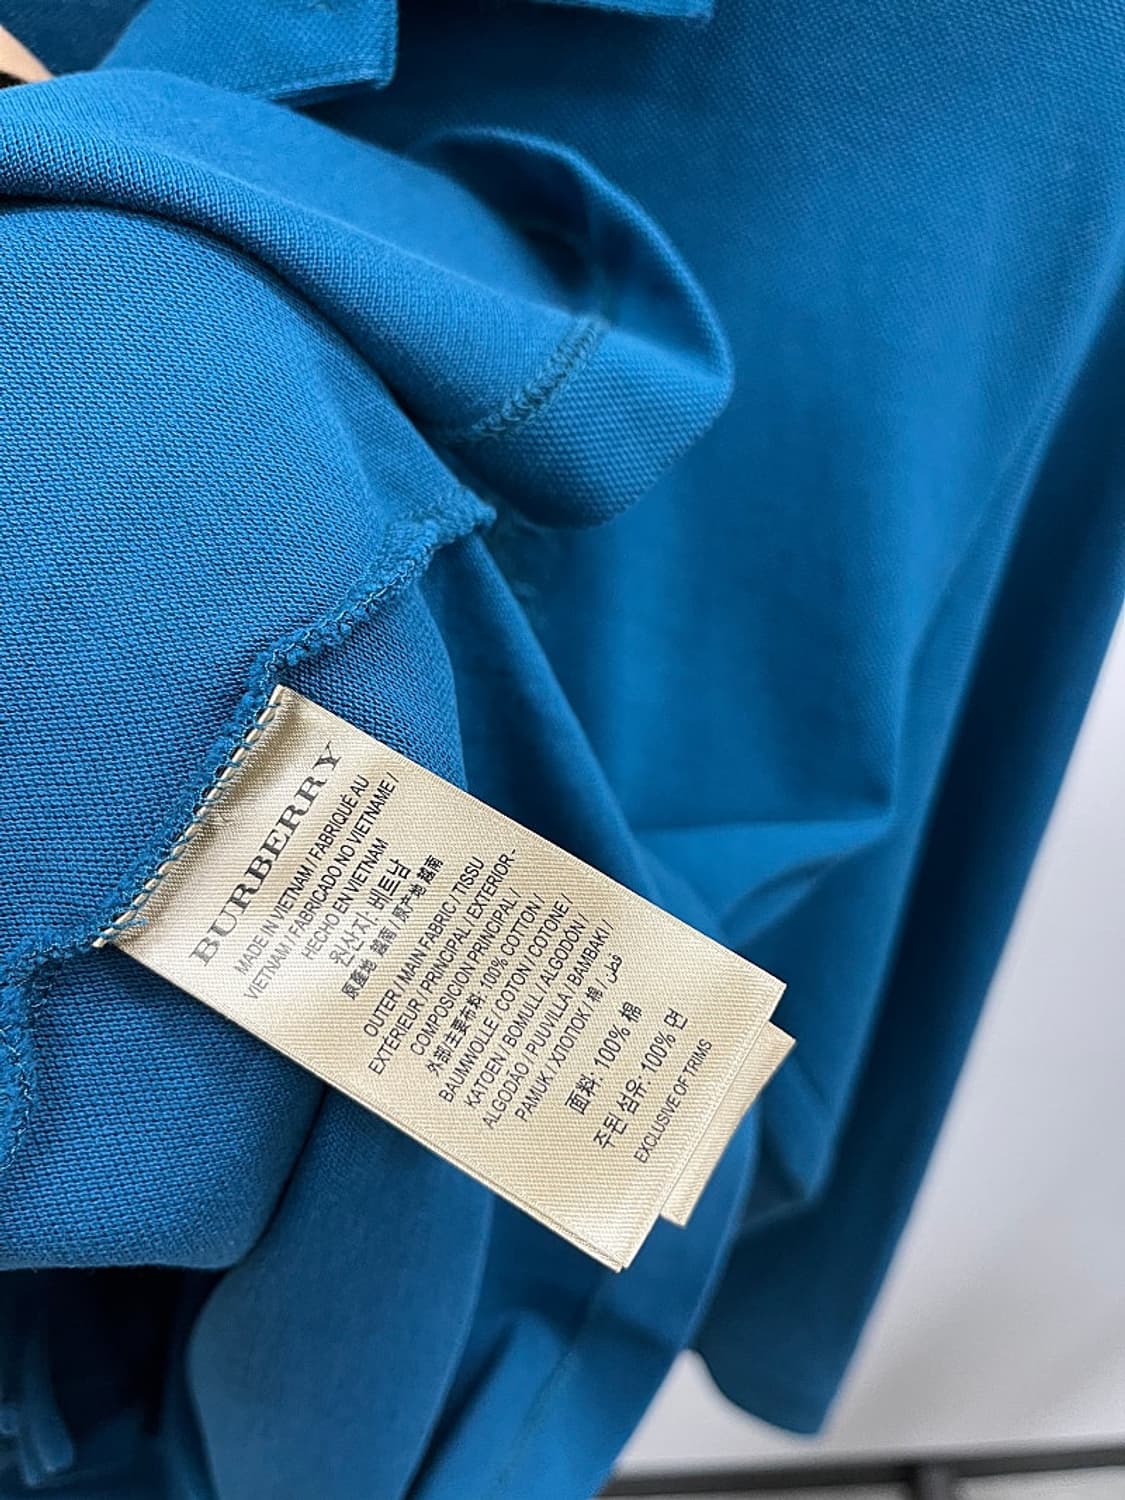 BURBERRY
MADE IN VIETNAM / FABRIQUÉ AU
VIETNAM / FABRICADO NO VIETNAME /
HECHO EN VIETNAM
원산지: 베트남
原產地 越南 / 原产地 越南
OUTER / MAIN FABRIC / TISSU
EXTÉRIEUR / PRINCIPAL / EXTERIOR -
COMPOSICION PRINCIPAL /
外部/主要布料: 100% COTTON /
BAUMWOLLE / COTON / COTONE /
KATOEN / BOMULL / ALGODÓN /
ALGODÃO / PUUVILLA / BAMBAKI /
PAMUK / ΧΙΟΠΟΚ / 棉 / قطن
面料: 100% 棉
주된 섬유: 100% 면
EXCLUSIVE OF TRIMS